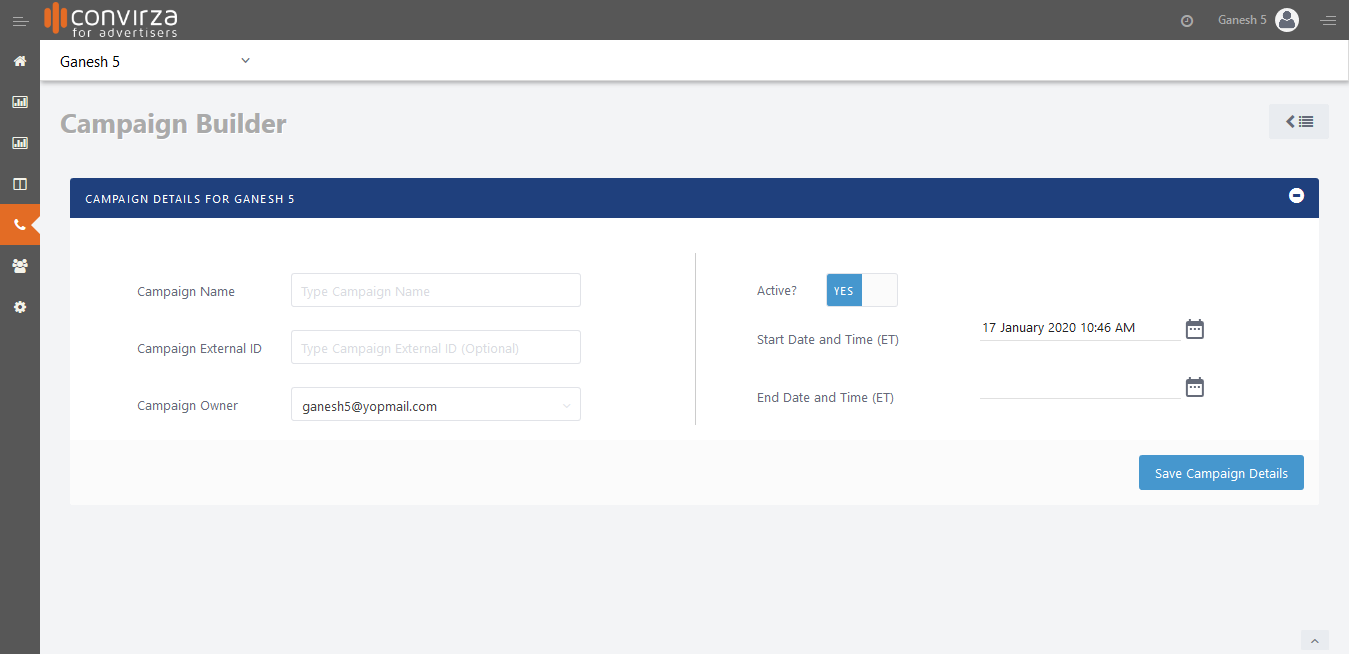 convirza
for advertisers
Ganesh 5
Ganesh 5
Campaign Builder
CAMPAIGN DETAILS FOR GANESH 5
Campaign Name
Type Campaign Name
Active?
YES
Start Date and Time (ET)
17 January 2020 10:46 AM
Campaign External ID
Type Campaign External ID (Optional)
End Date and Time (ET)
Campaign Owner
ganesh5@yopmail.com
Save Campaign Details